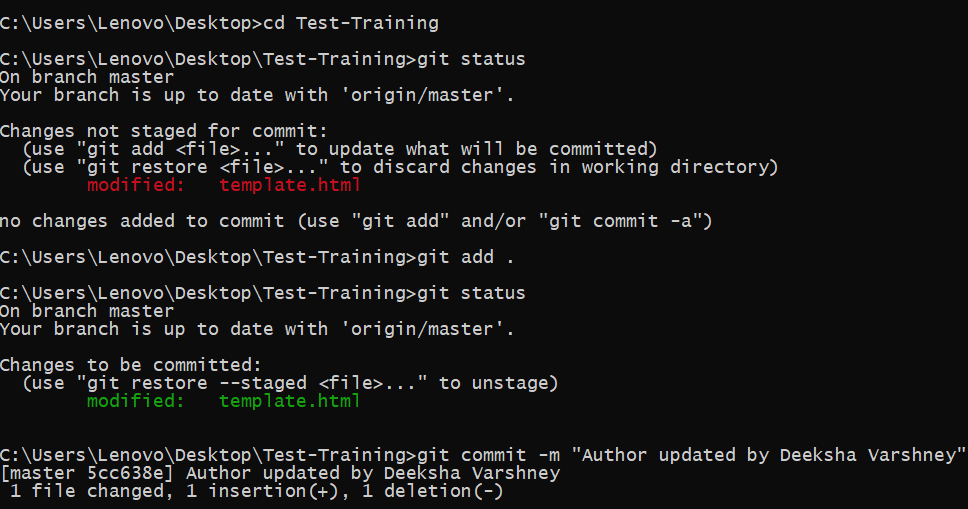 C:\Users\Lenovo\Desktop>cd Test-Training
C:\Users\Lenovo\Desktop\Test-Training>git status
On branch master
Your branch is up to date with 'origin/master'.
Changes not staged for commit:
  (use "git add <file>..." to update what will be committed)
  (use "git restore <file>..." to discard changes in working directory)
        modified:   template.html
no changes added to commit (use "git add" and/or "git commit -a")
C:\Users\Lenovo\Desktop\Test-Training>git add .
C:\Users\Lenovo\Desktop\Test-Training>git status
On branch master
Your branch is up to date with 'origin/master'.
Changes to be committed:
  (use "git restore --staged <file>..." to unstage)
        modified:   template.html
C:\Users\Lenovo\Desktop\Test-Training>git commit -m "Author updated by Deeksha Varshney"
[master 5cc638e] Author updated by Deeksha Varshney
 1 file changed, 1 insertion(+), 1 deletion(-)